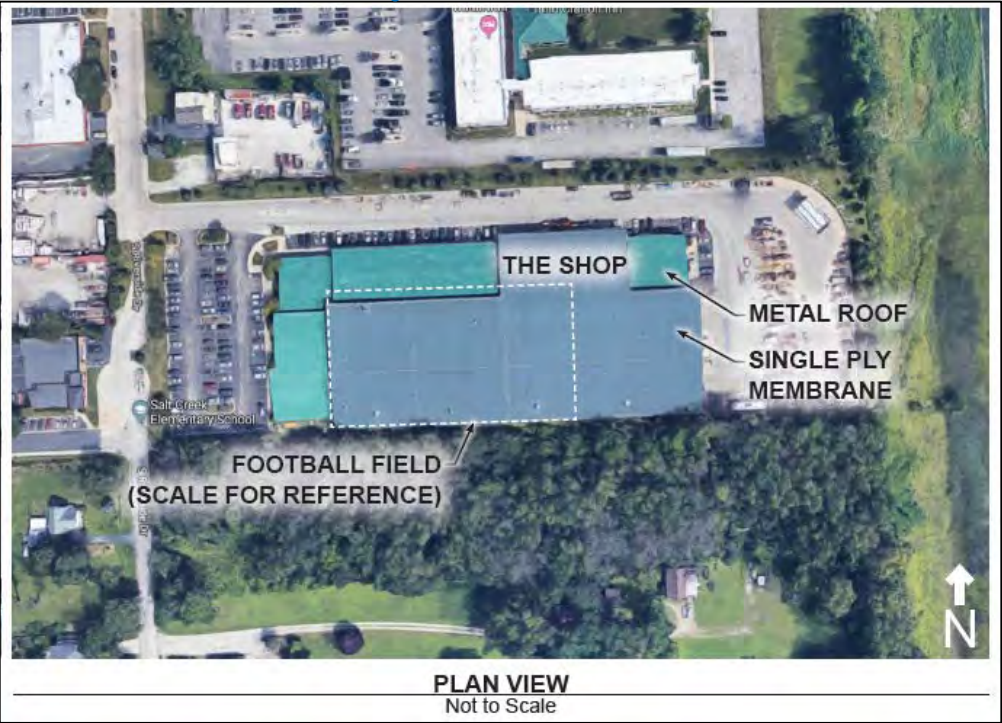 THE SHOP
METAL ROOF
SINGLE PLY
MEMBRANE
Salt Creek
Elementary School
FOOTBALL FIELD
(SCALE FOR REFERENCE)
N
PLAN VIEW
Not to Scale